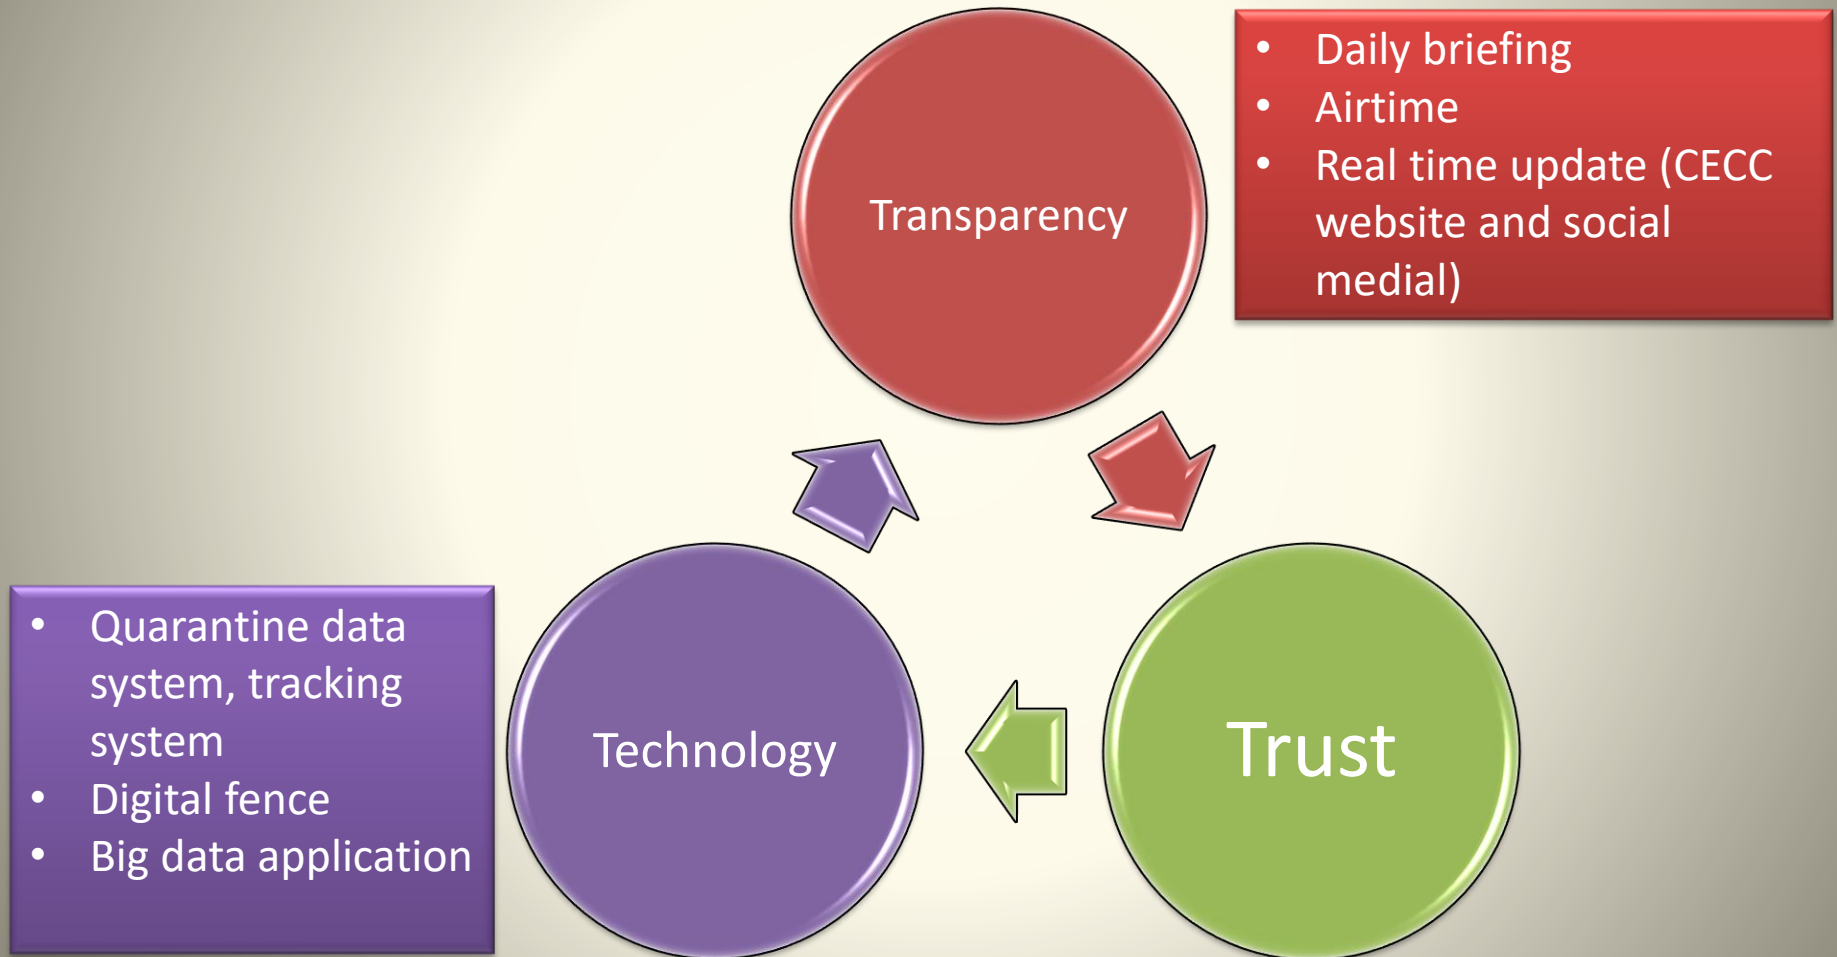 Transparency
• Daily briefing
• Airtime
• Real time update (CECC
website and social
medial)
• Quarantine data
system, tracking
system
• Digital fence
• Big data application
Technology
Trust